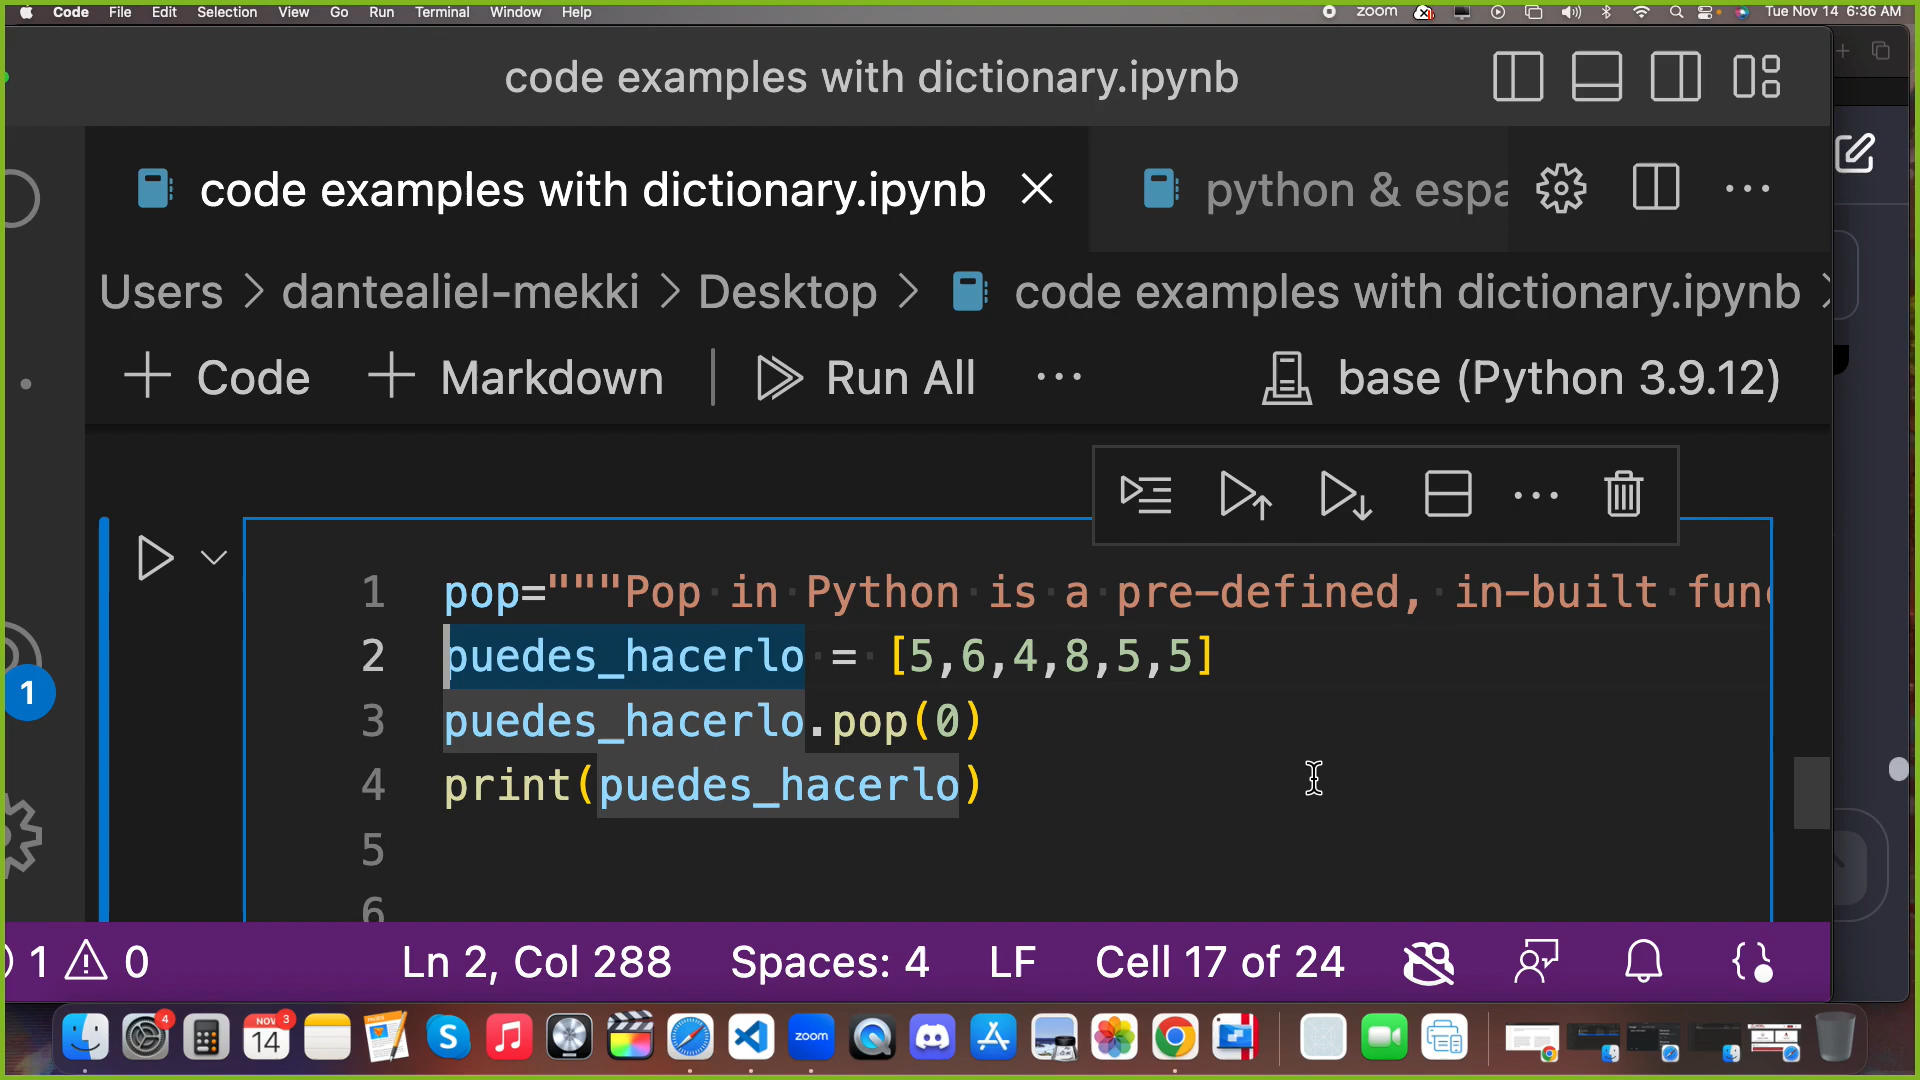 Code File Edit Selection View Go Run Terminal Window Help zoom Tue Nov 14 6:36 AM
code examples with dictionary.ipynb
code examples with dictionary.ipynb python & espa
Users > dantealiel-mekki > Desktop > code examples with dictionary.ipynb >
+ Code + Markdown | Run All ... base (Python 3.9.12)
1 pop="""Pop in Python is a pre-defined, in-built fun
2 puedes_hacerlo = [5,6,4,8,5,5]
3 puedes_hacerlo.pop(0)
4 print(puedes_hacerlo)
5
6
1
1 0 Ln 2, Col 288 Spaces: 4 LF Cell 17 of 24
4 NOV 14 3 zoom